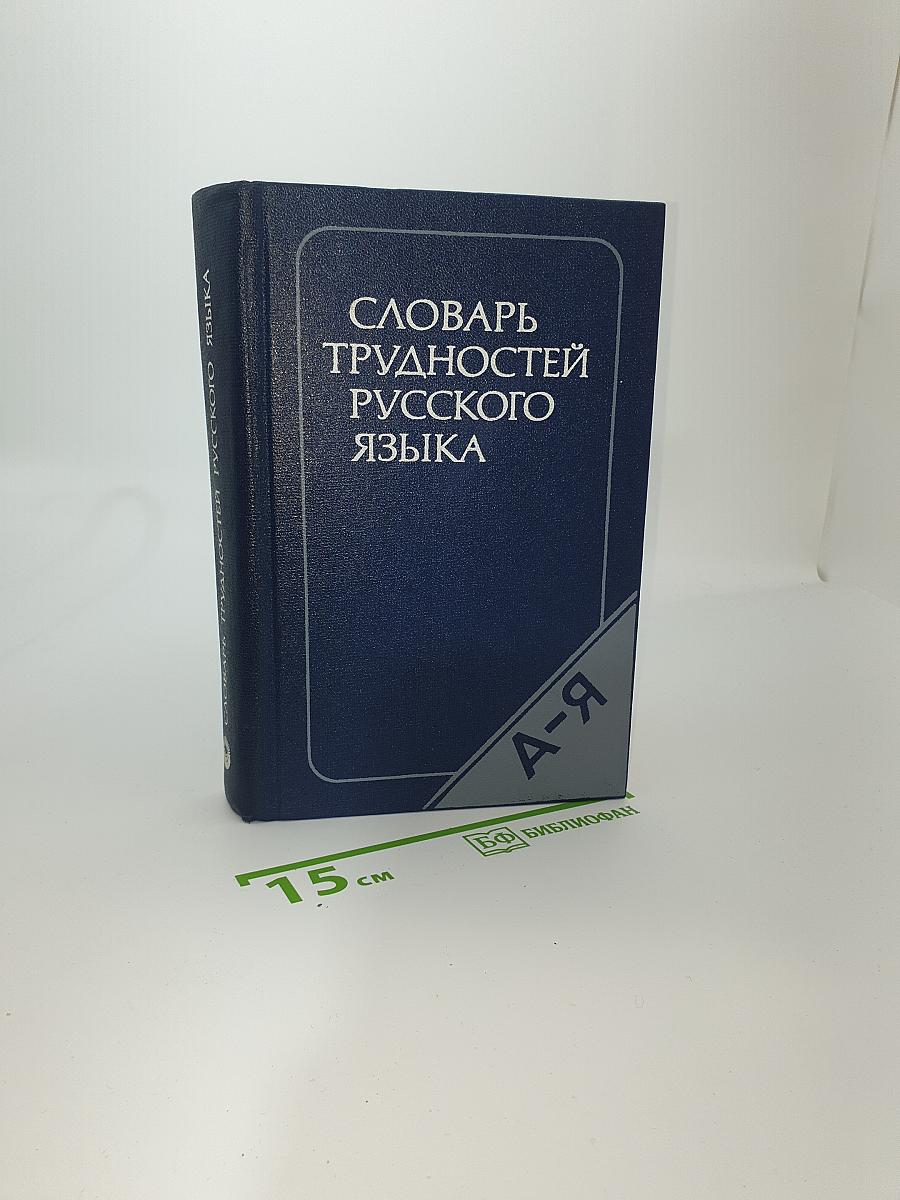 СЛОВАРЬ
ТРУДНОСТЕЙ
РУССКОГО
ЯЗЫКА
А-Я
СЛОВАРЬ ТРУДНОСТЕЙ РУССКОГО ЯЗЫКА
15 см
БФ БИБЛИОФАН